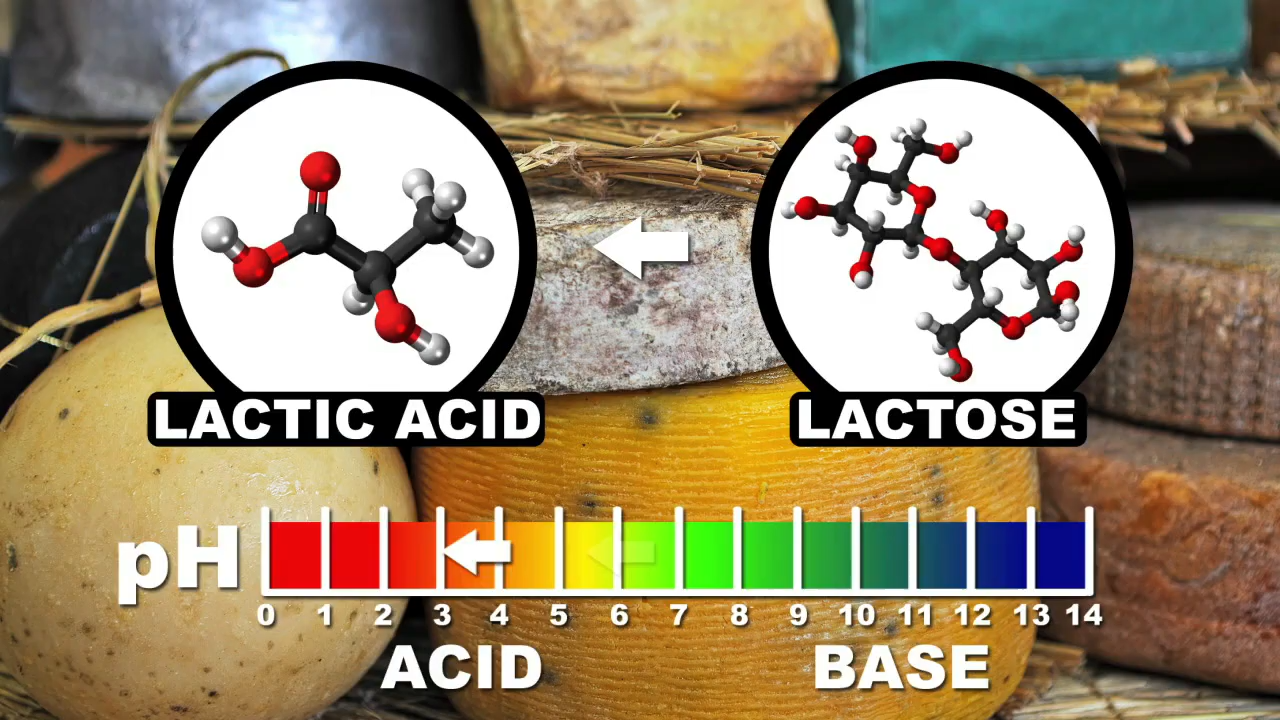 LACTIC ACID
LACTOSE
pH
0 1 2 3 4 5 6 7 8 9 10 11 12 13 14
ACID
BASE